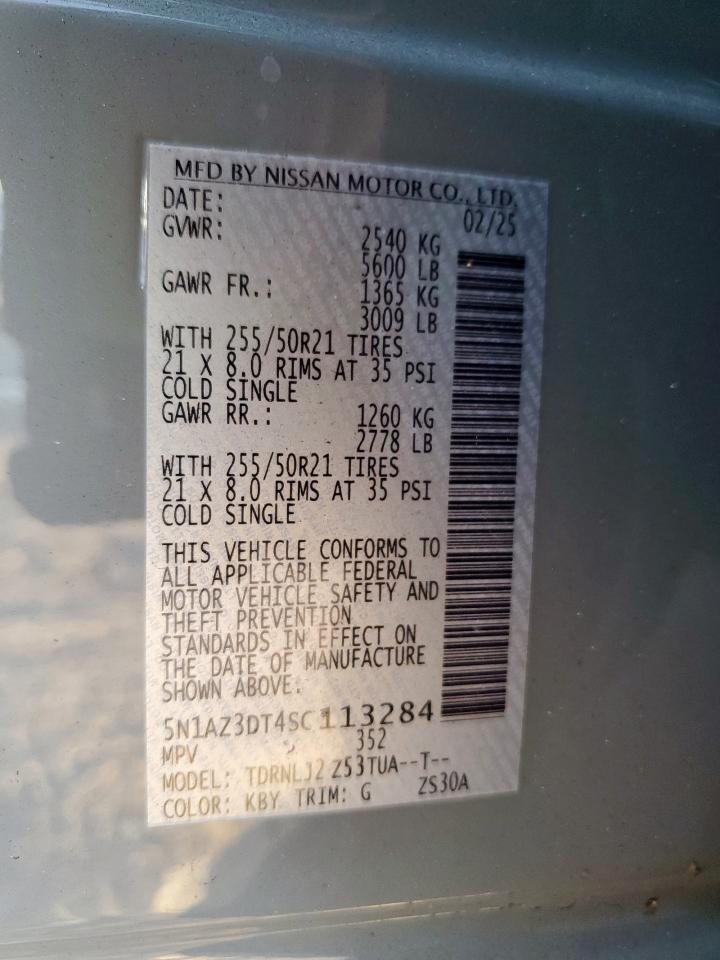 MFD BY NISSAN MOTOR CO., LTD.
DATE: 02/25
GVWR: 2540 KG
5600 LB
GAWR FR.: 1365 KG
3009 LB
WITH 255/50R21 TIRES
21 X 8.0 RIMS AT 35 PSI
COLD SINGLE
GAWR RR.: 1260 KG
2778 LB
WITH 255/50R21 TIRES
21 X 8.0 RIMS AT 35 PSI
COLD SINGLE
THIS VEHICLE CONFORMS TO
ALL APPLICABLE FEDERAL
MOTOR VEHICLE SAFETY AND
THEFT PREVENTION
STANDARDS IN EFFECT ON
THE DATE OF MANUFACTURE
SHOWN ABOVE.
5N1AZ3DT4SC113284
MPV 352
MODEL: TDRNLJ2 Z53TUA--T--
COLOR: KBY TRIM: G ZS30A